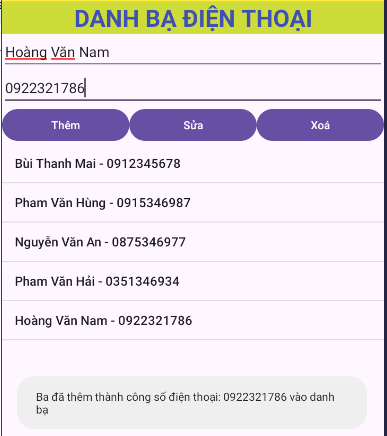 DANH BẠ ĐIỆN THOẠI
Hoàng Văn Nam
0922321786
Thêm Sửa Xoá
Bùi Thanh Mai - 0912345678
Pham Văn Hùng - 0915346987
Nguyễn Văn An - 0875346977
Pham Văn Hải - 0351346934
Hoàng Văn Nam - 0922321786
Ba đã thêm thành công số điện thoại: 0922321786 vào danh
bạ